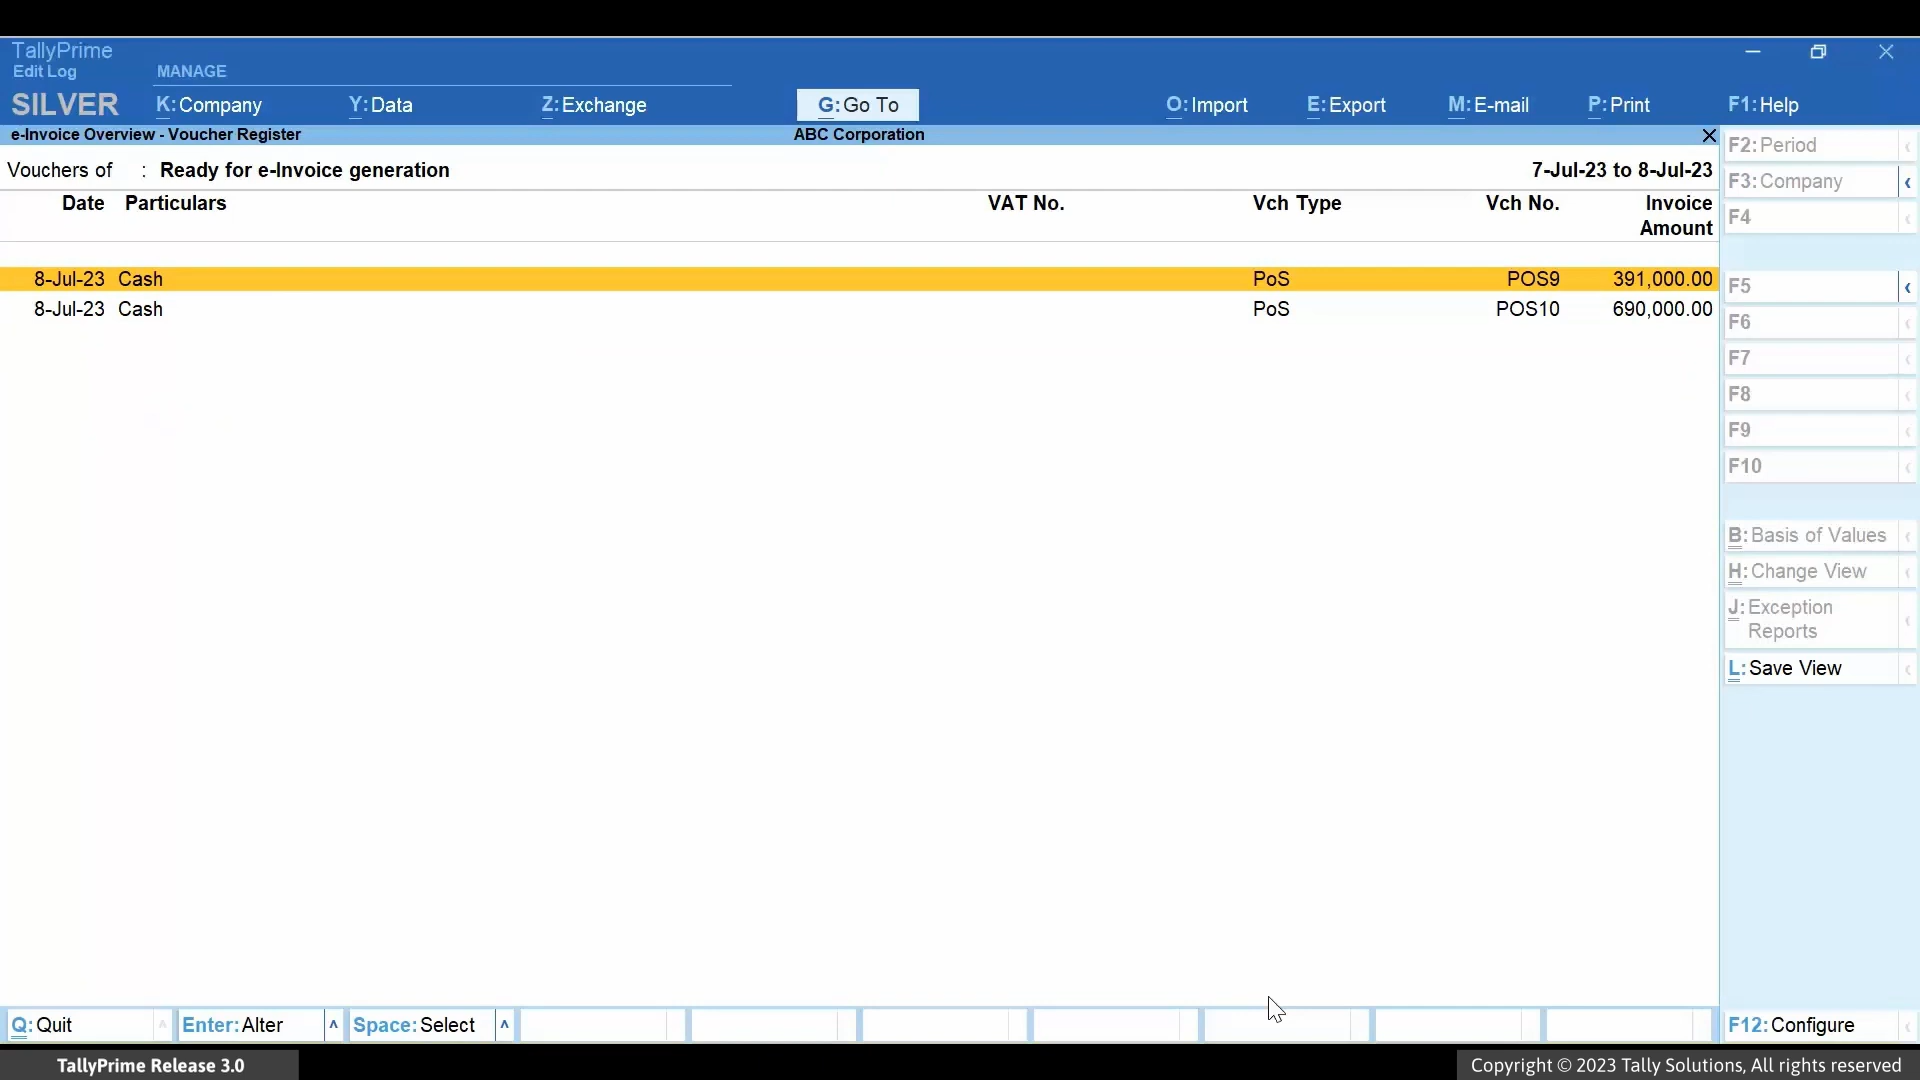 TallyPrime
Edit Log
MANAGE
SILVER K:Company Y:Data Z:Exchange G:Go To O:Import E:Export M:E-mail P:Print F1:Help
e-Invoice Overview - Voucher Register ABC Corporation
Vouchers of : Ready for e-Invoice generation 7-Jul-23 to 8-Jul-23
Date Particulars VAT No. Vch Type Vch No. Invoice
Amount
8-Jul-23 Cash PoS POS9 391,000.00
8-Jul-23 Cash PoS POS10 690,000.00
F2:Period
F3:Company
F4
F5
F6
F7
F8
F9
F10
B:Basis of Values
H:Change View
J:Exception
Reports
L:Save View
Q:Quit Enter:Alter Space:Select F12:Configure
TallyPrime Release 3.0 Copyright © 2023 Tally Solutions, All rights reserved